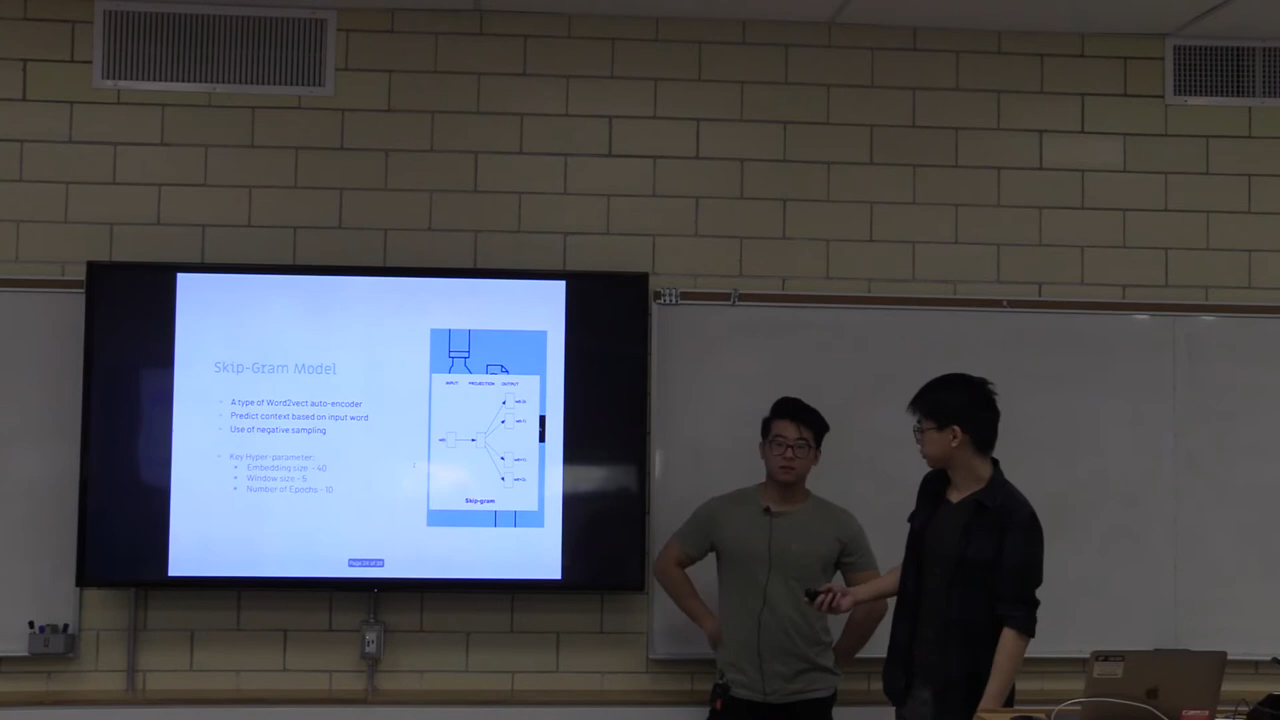 Skip-Gram Model
A type of Word2vect auto-encoder
Predict context based on input word
Use of negative sampling
Key Hyper-parameter:
Embedding size - 40
Window size - 5
Number of Epochs - 10
INPUT PROJECTION OUTPUT
Skip-gram